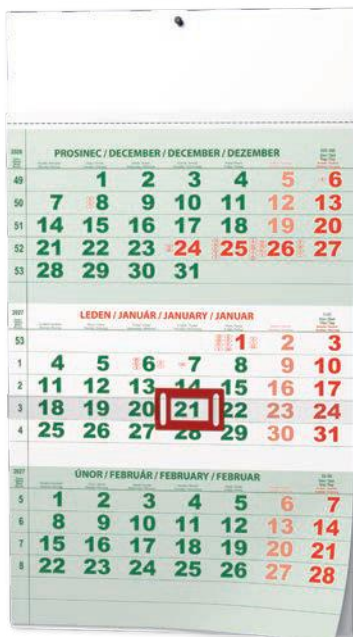 2026
PROSINEC / DECEMBER / DECEMBER / DEZEMBER
49 1 2 3 4 5 6
50 7 8 9 10 11 12 13
51 14 15 16 17 18 19 20
52 21 22 23 24 25 26 27
53 28 29 30 31
2027
LEDEN / JANUÁR / JANUARY / JANUAR
53 1 2 3
1 4 5 6 7 8 9 10
2 11 12 13 14 15 16 17
3 18 19 20 21 22 23 24
4 25 26 27 28 29 30 31
2027
ÚNOR / FEBRUÁR / FEBRUARY / FEBRUAR
5 1 2 3 4 5 6 7
6 8 9 10 11 12 13 14
7 15 16 17 18 19 20 21
8 22 23 24 25 26 27 28